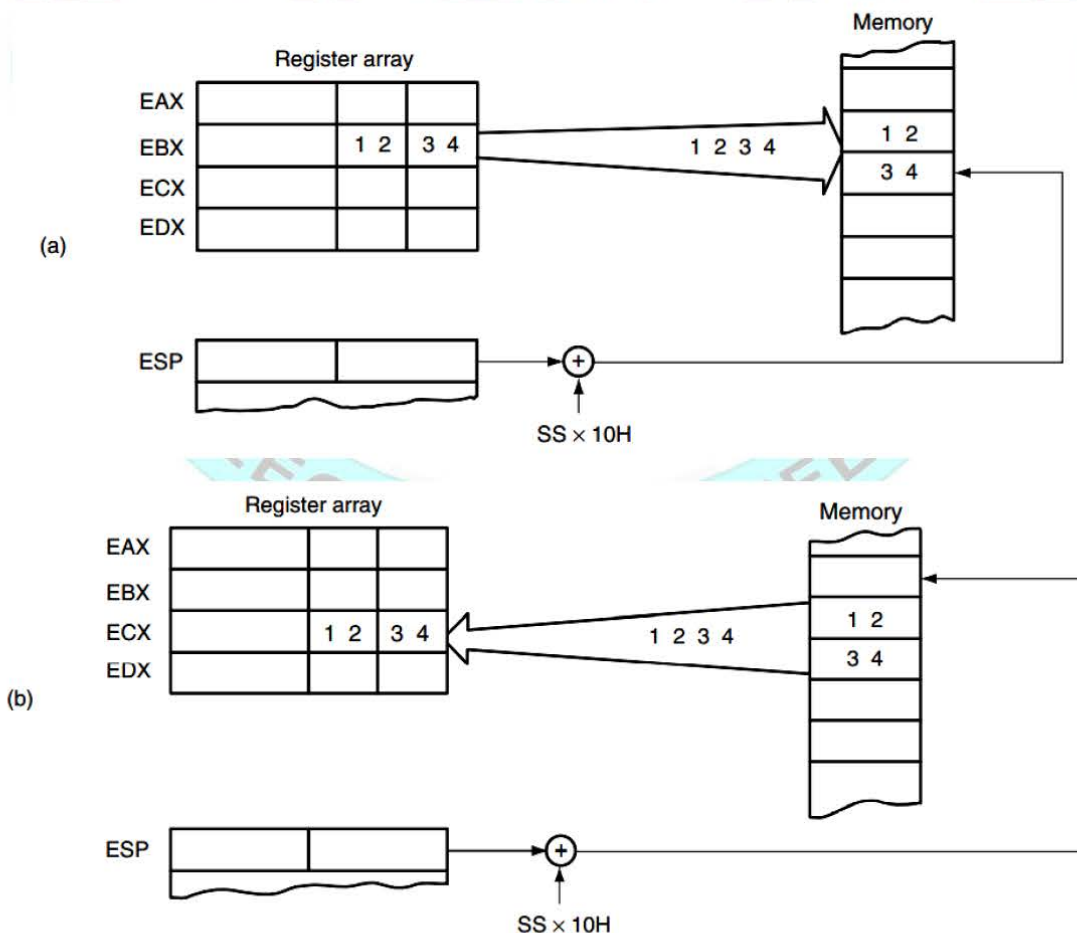 Memory
Register array
EAX
EBX 1 2 3 4 1 2 3 4 1 2
ECX 3 4
EDX
(a)
ESP +
SS × 10H
Register array
Memory
EAX
EBX
ECX 1 2 3 4 1 2 3 4 1 2
EDX 3 4
(b)
ESP +
SS × 10H